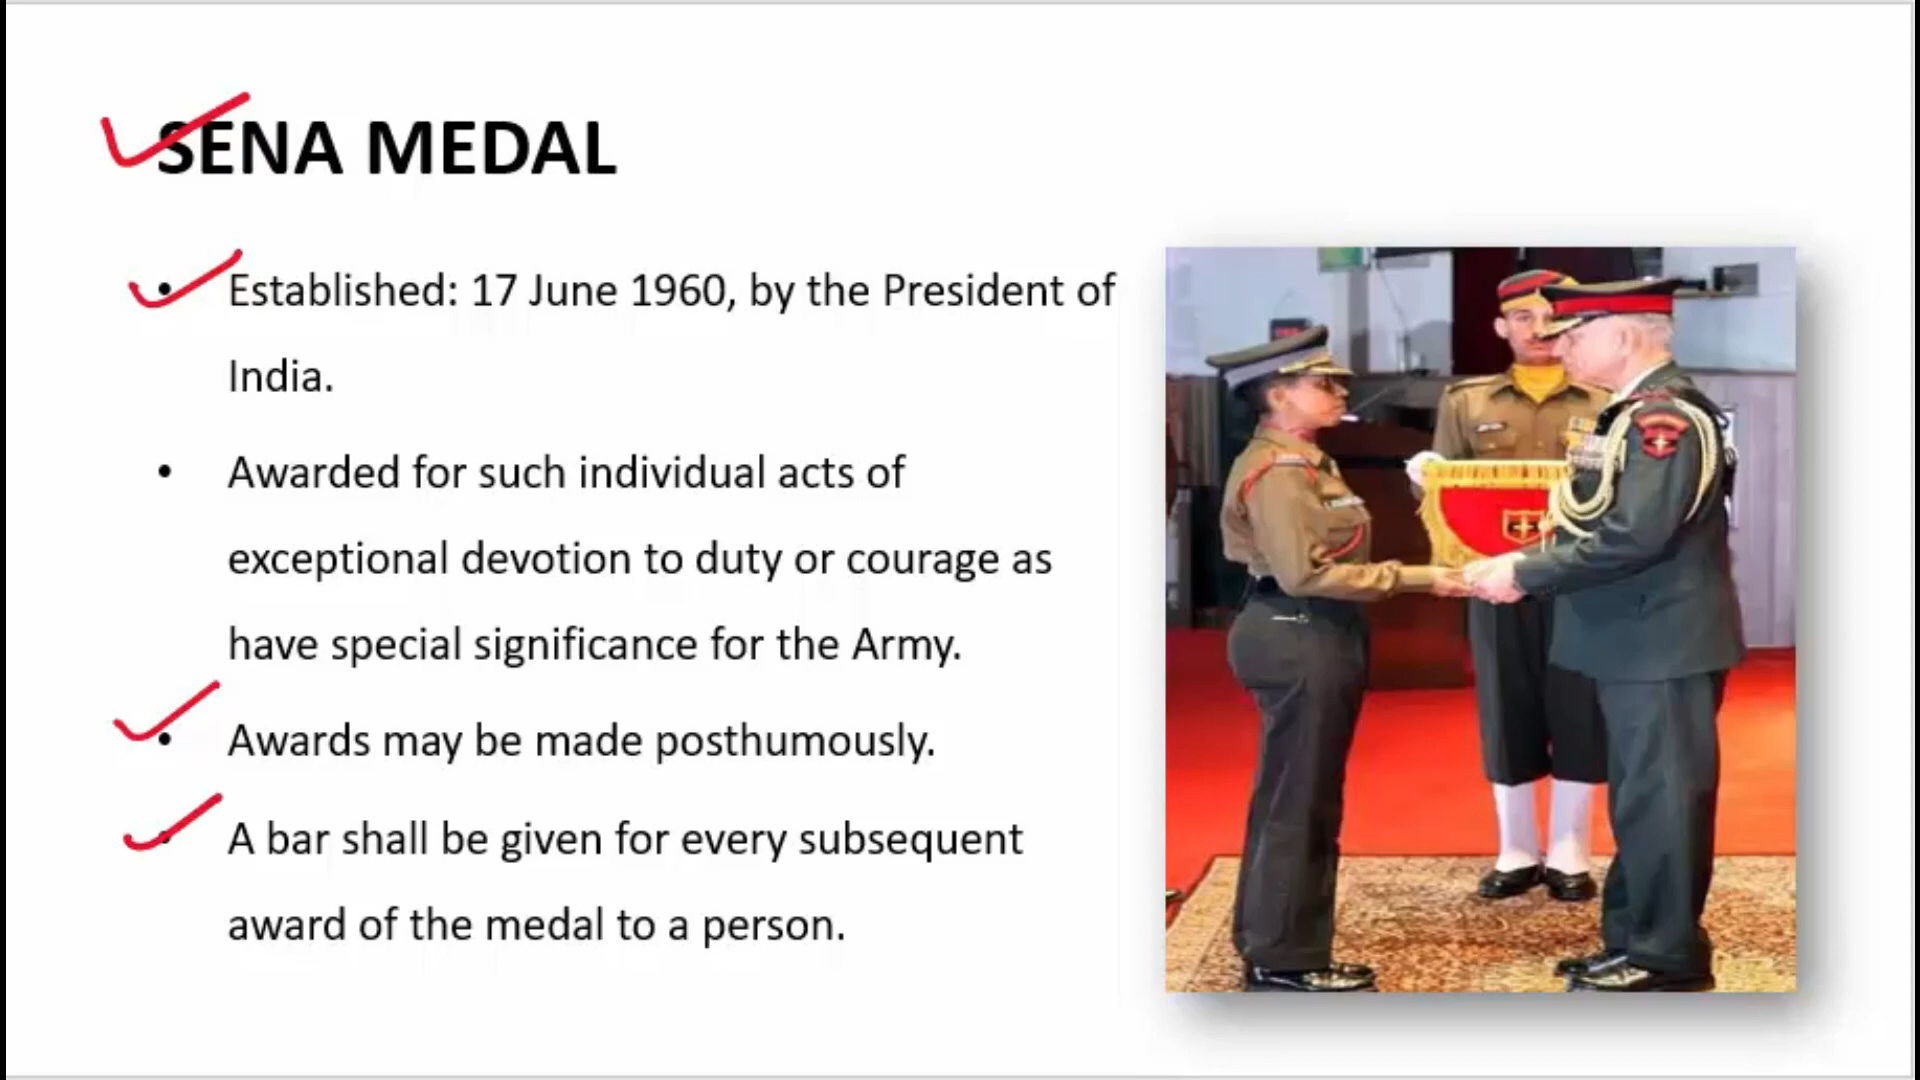 SENA MEDAL
• Established: 17 June 1960, by the President of
India.
• Awarded for such individual acts of
exceptional devotion to duty or courage as
have special significance for the Army.
• Awards may be made posthumously.
• A bar shall be given for every subsequent
award of the medal to a person.